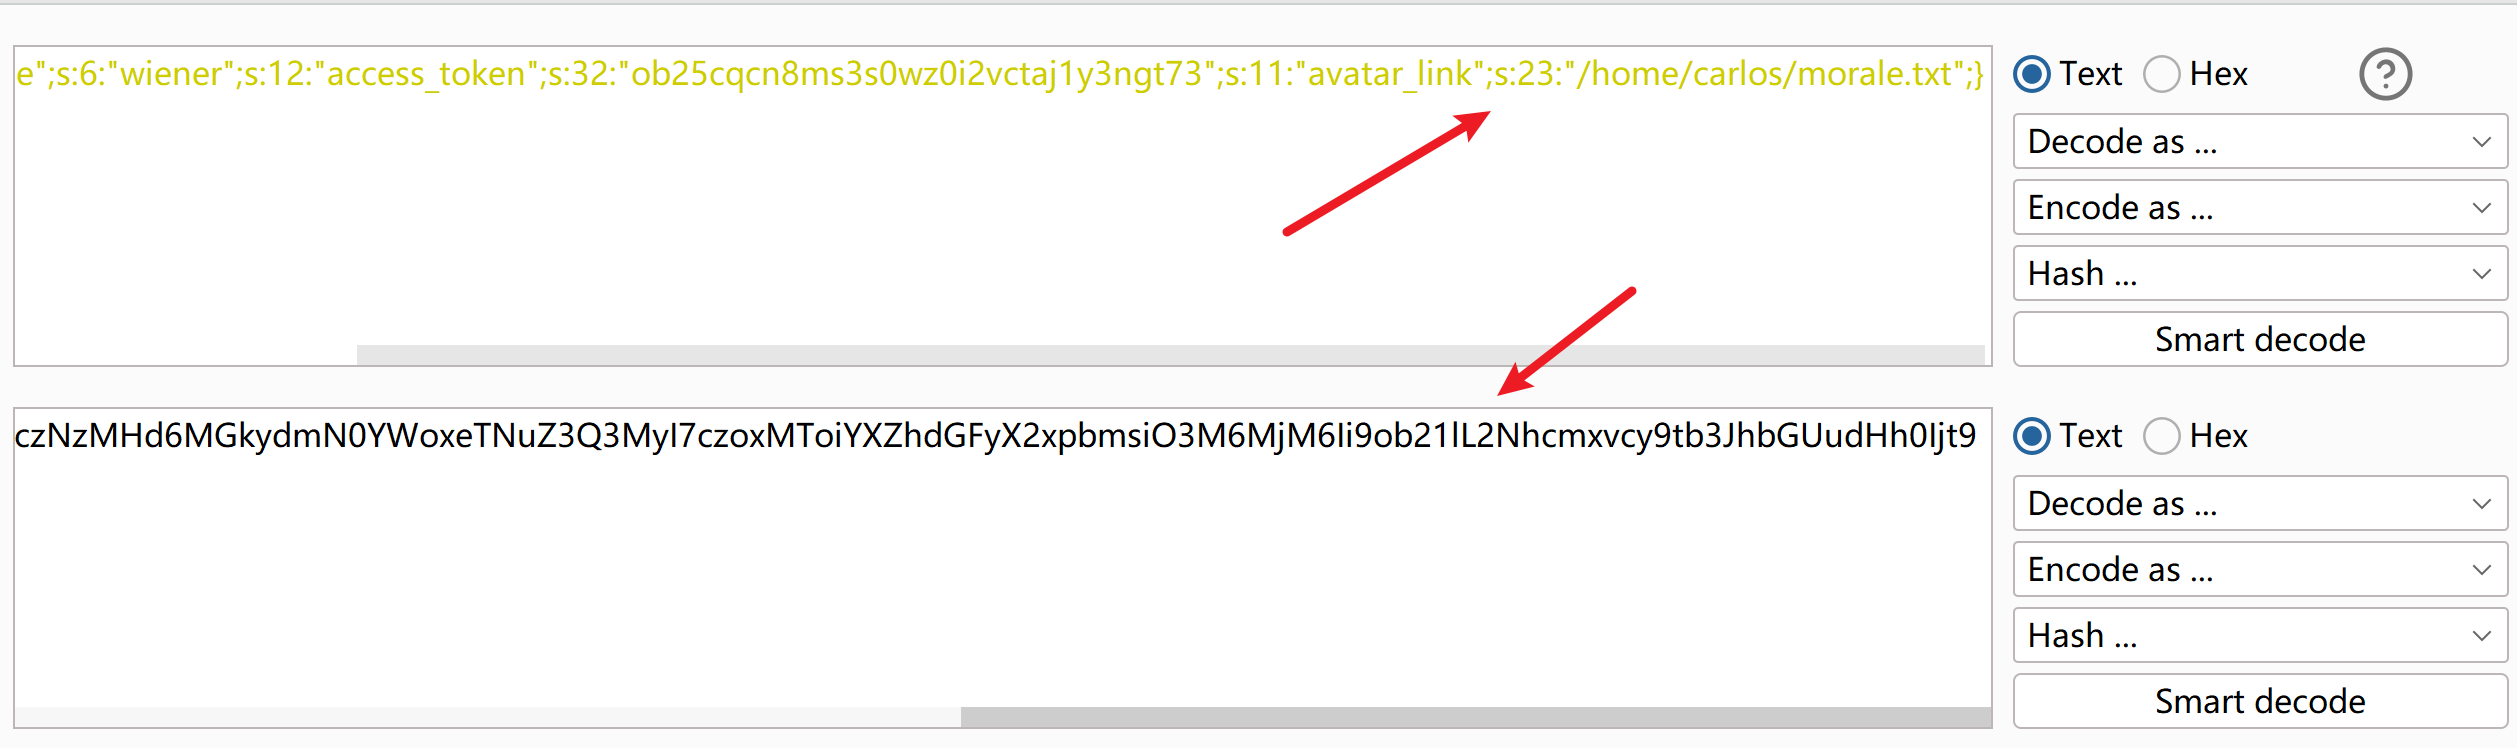 e";s:6:"wiener";s:12:"access_token";s:32:"ob25cqcn8ms3s0wz0i2vctaj1y3ngt73";s:11:"avatar_link";s:23:"/home/carlos/morale.txt";}
Text Hex ?
Decode as ...
Encode as ...
Hash ...
Smart decode
czNzMHd6MGkydmN0YWoxeTNuZ3Q3MyI7czoxMToiYXZhdGFyX2xpbmsiO3M6MjM6Ii9ob21lL2Nhcmxvcy9tb3JhbGUudHh0Ijt9
Text Hex
Decode as ...
Encode as ...
Hash ...
Smart decode